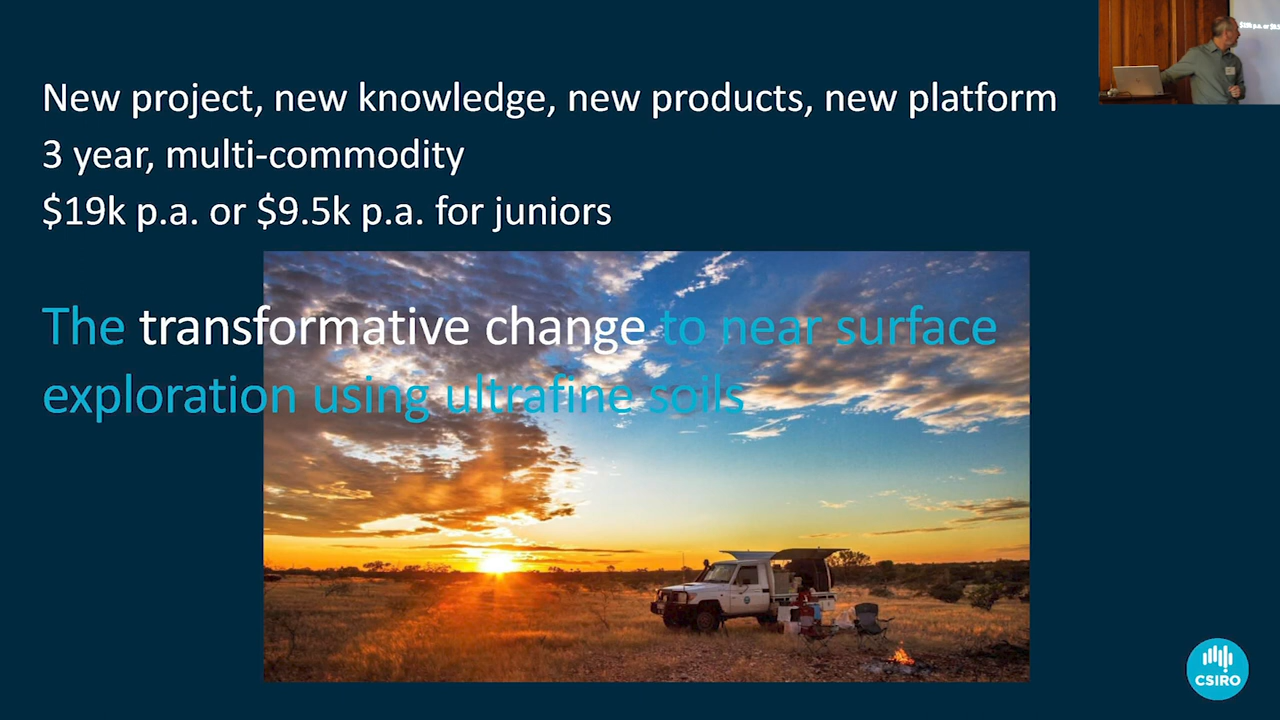 New project, new knowledge, new products, new platform
3 year, multi-commodity
$19k p.a. or $9.5k p.a. for juniors
The transformative change to near surface
exploration using ultrafine soils
CSIRO